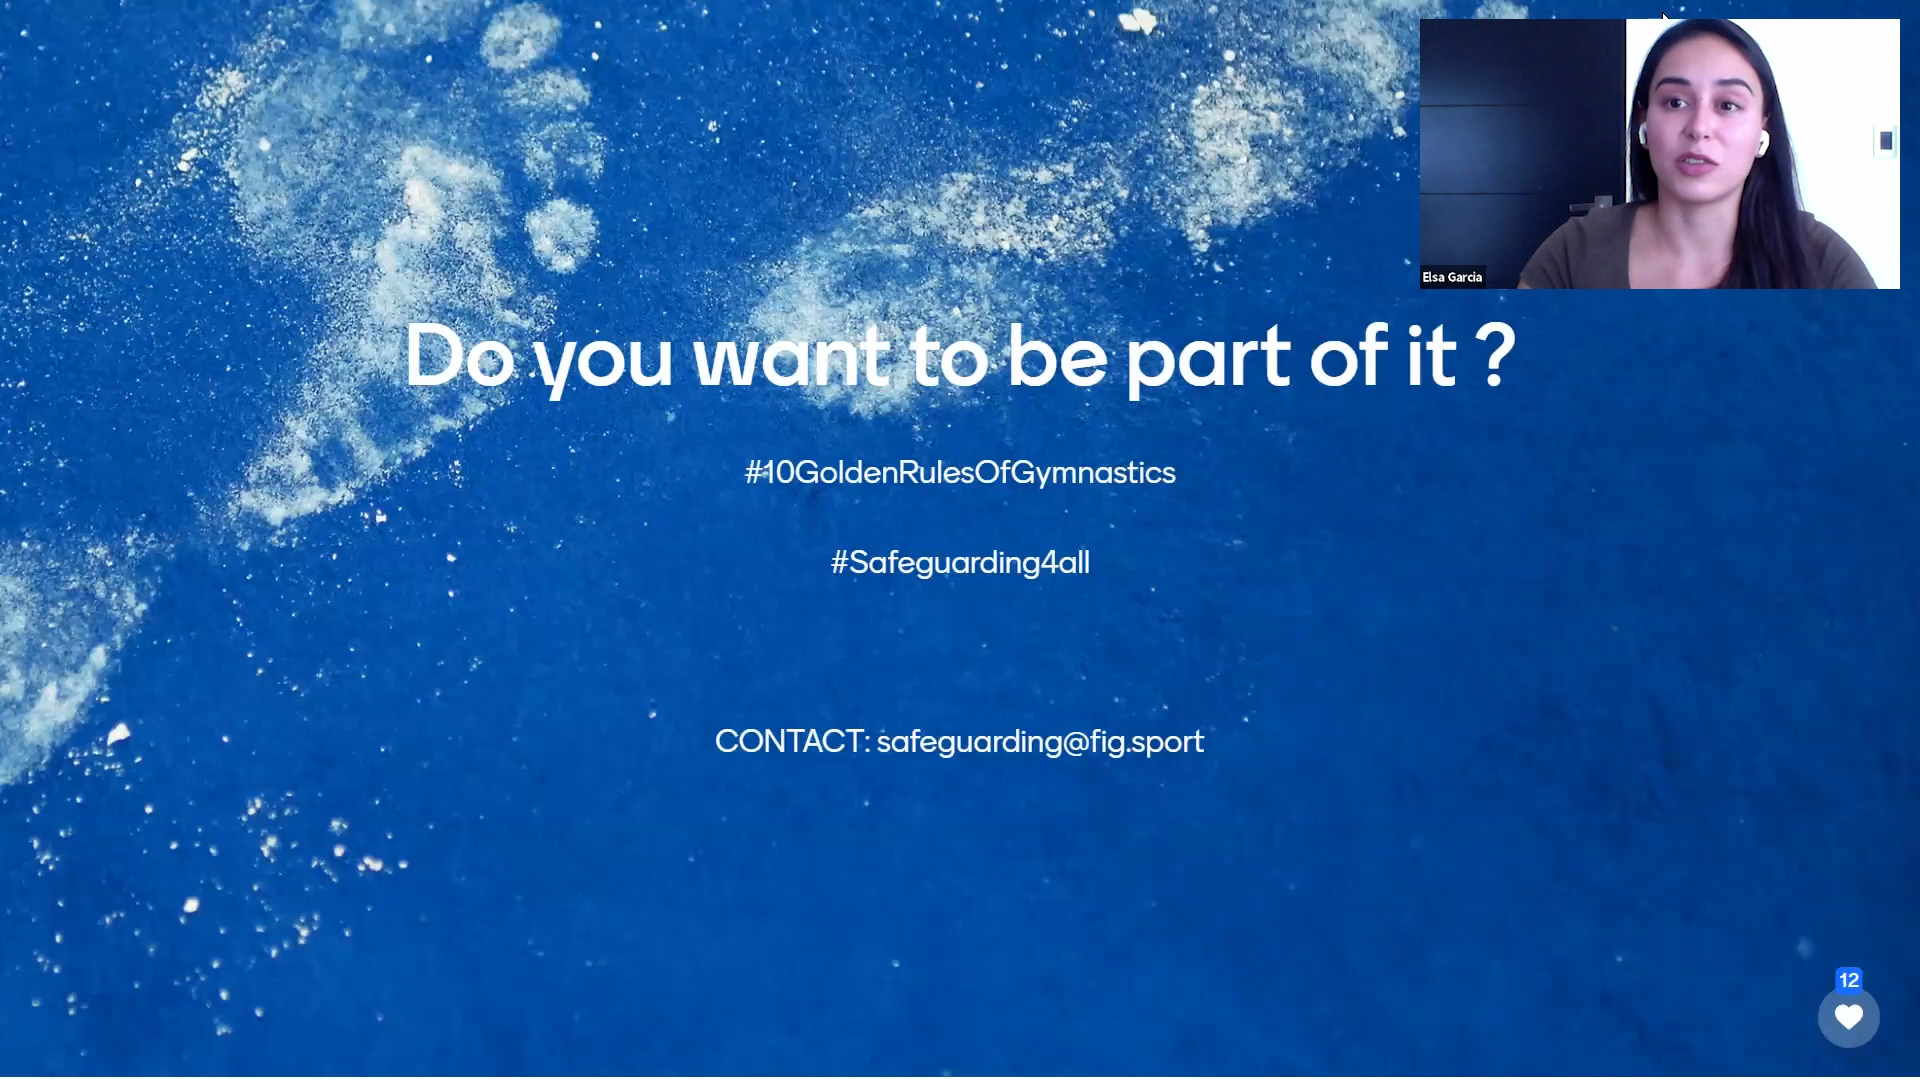 Elsa Garcia
Do you want to be part of it ?
#10GoldenRulesOfGymnastics
#Safeguarding4all
CONTACT: safeguarding@fig.sport
12